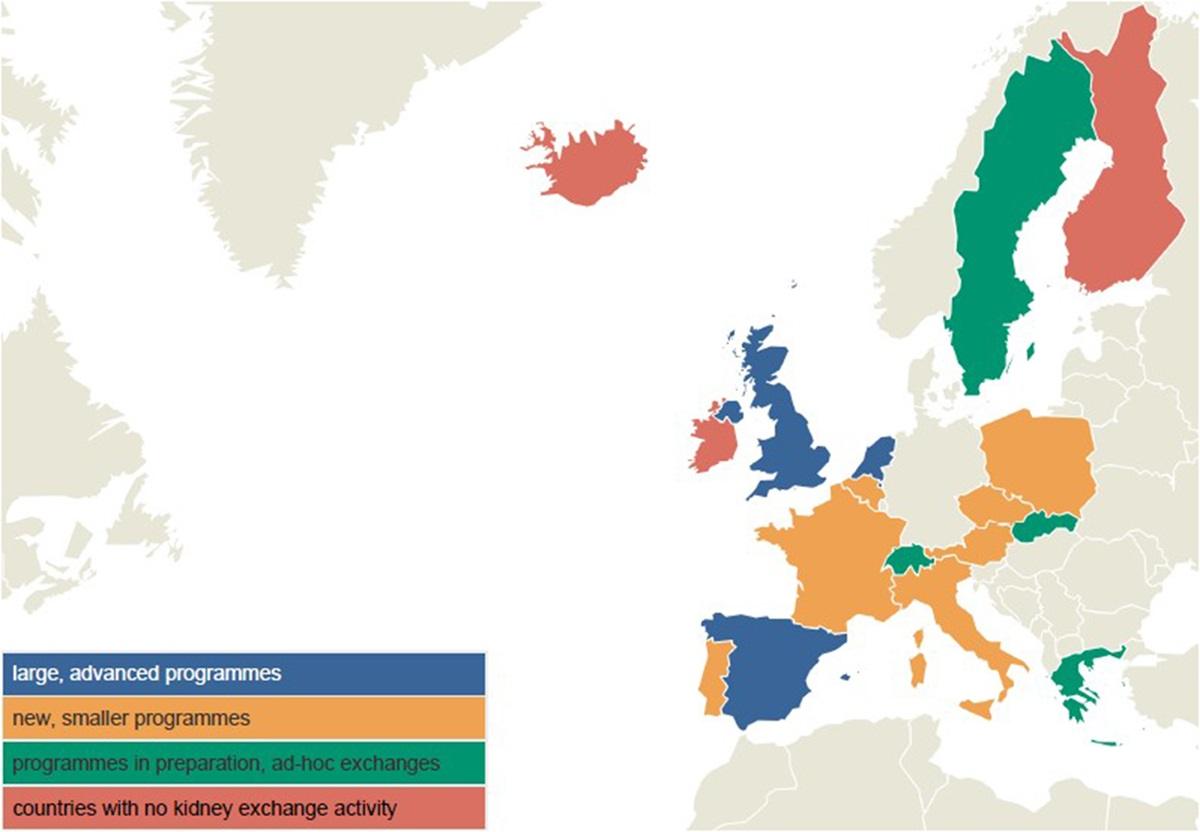 large, advanced programmes
new, smaller programmes
programmes in preparation, ad-hoc exchanges
countries with no kidney exchange activity